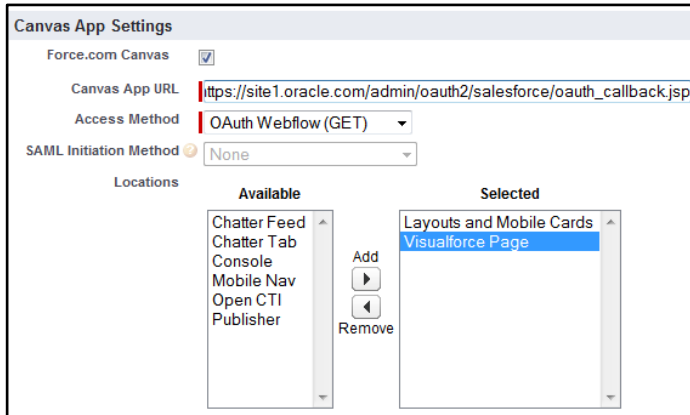 Canvas App Settings
Force.com Canvas
Canvas App URL https://site1.oracle.com/admin/oauth2/salesforce/oauth_callback.jsp
Access Method OAuth Webflow (GET)
SAML Initiation Method ? None
Locations
Available Selected
Chatter Feed
Chatter Tab
Console
Mobile Nav
Open CTI
Publisher
Add
Remove
Layouts and Mobile Cards
Visualforce Page